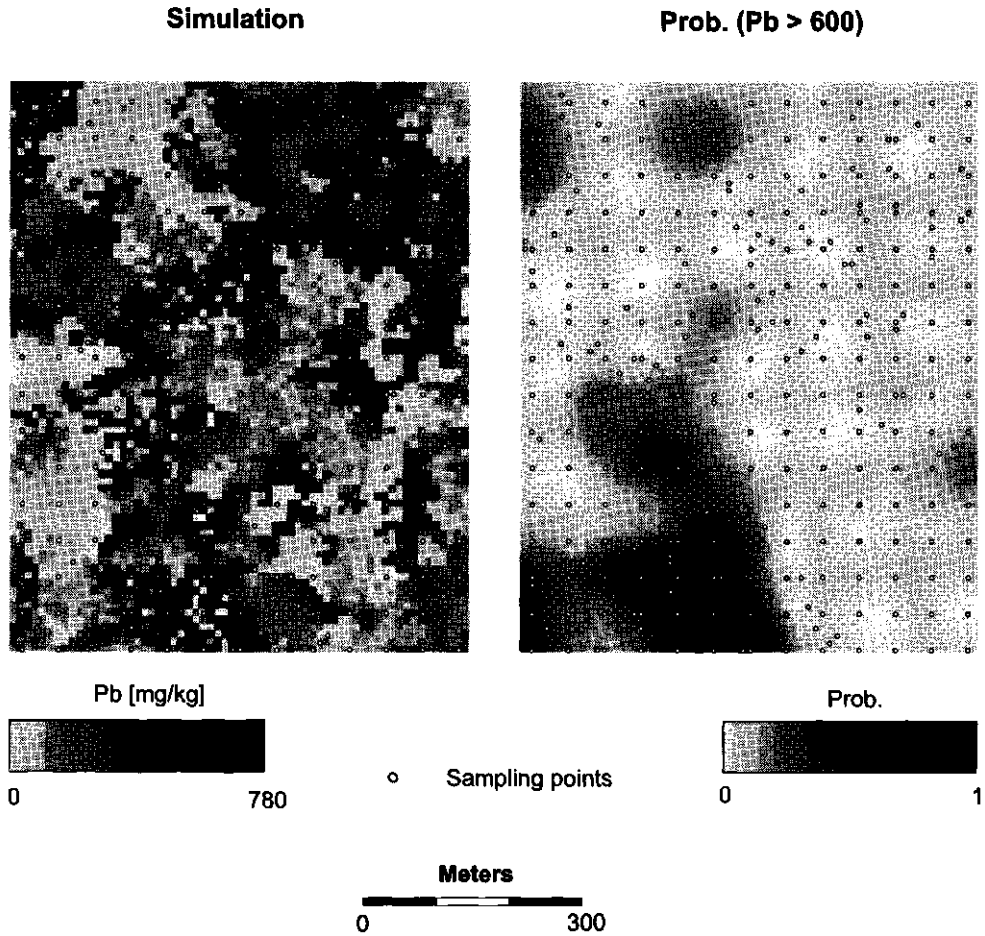 Simulation
Prob. (Pb > 600)
Pb [mg/kg]
0 780
Sampling points
Prob.
0 1
Meters
0 300